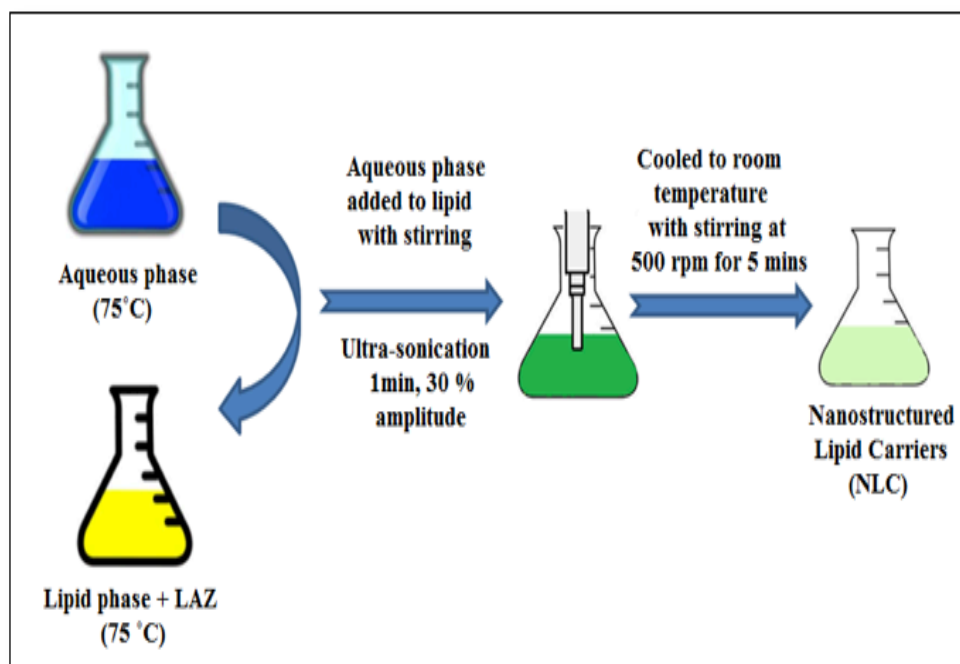 Aqueous phase
(75°C)
Aqueous phase
added to lipid
with stirring
Ultra-sonication
1min, 30 %
amplitude
Cooled to room
temperature
with stirring at
500 rpm for 5 mins
Nanostructured
Lipid Carriers
(NLC)
Lipid phase + LAZ
(75 °C)